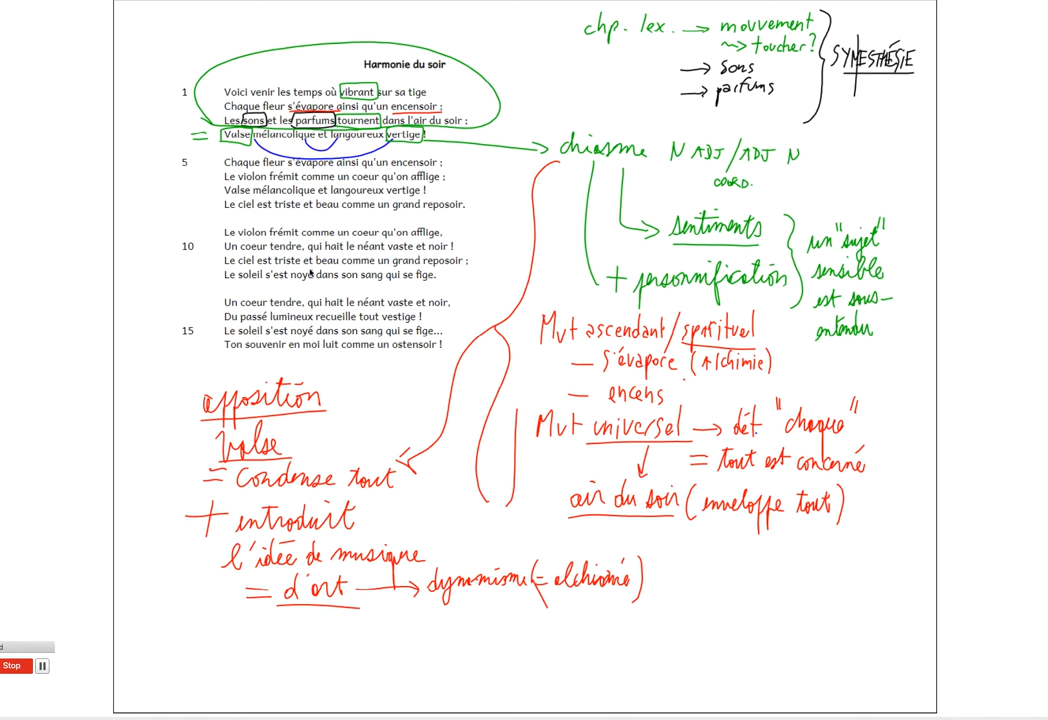 Harmonie du soir
1 Voici venir les temps où vibrant sur sa tige
Chaque fleur s'évapore ainsi qu'un encensoir ;
Les sons et les parfums tournent dans l'air du soir ;
= Valse mélancolique et langoureux vertige !
5 Chaque fleur s'évapore ainsi qu'un encensoir ;
Le violon frémit comme un coeur qu'on afflige ;
Valse mélancolique et langoureux vertige !
Le ciel est triste et beau comme un grand reposoir.
Le violon frémit comme un coeur qu'on afflige,
10 Un coeur tendre, qui hait le néant vaste et noir !
Le ciel est triste et beau comme un grand reposoir ;
Le soleil s'est noyé dans son sang qui se fige.
Un coeur tendre, qui hait le néant vaste et noir,
Du passé lumineux recueille tout vestige !
15 Le soleil s'est noyé dans son sang qui se fige...
Ton souvenir en moi luit comme un ostensoir !
chp. lex. → mouvement
~> toucher ?
→ sons
→ parfums
SYNESTHÉSIE
→ chiasme N ADJ / ADJ N
COORD.
→ sentiments
+ personnification
un "sujet"
sensible
est sous-
entendu
Mvt ascendant/spirituel
— s'évapore (Alchimie)
— encens
Mvt universel → dét. "chaque"
= tout est concerné
air du soir (enveloppe tout)
apposition
Valse
= Condense tout
+ introduit
l'idée de musique
= d'art → dynamisme (= alchimie)
Stop